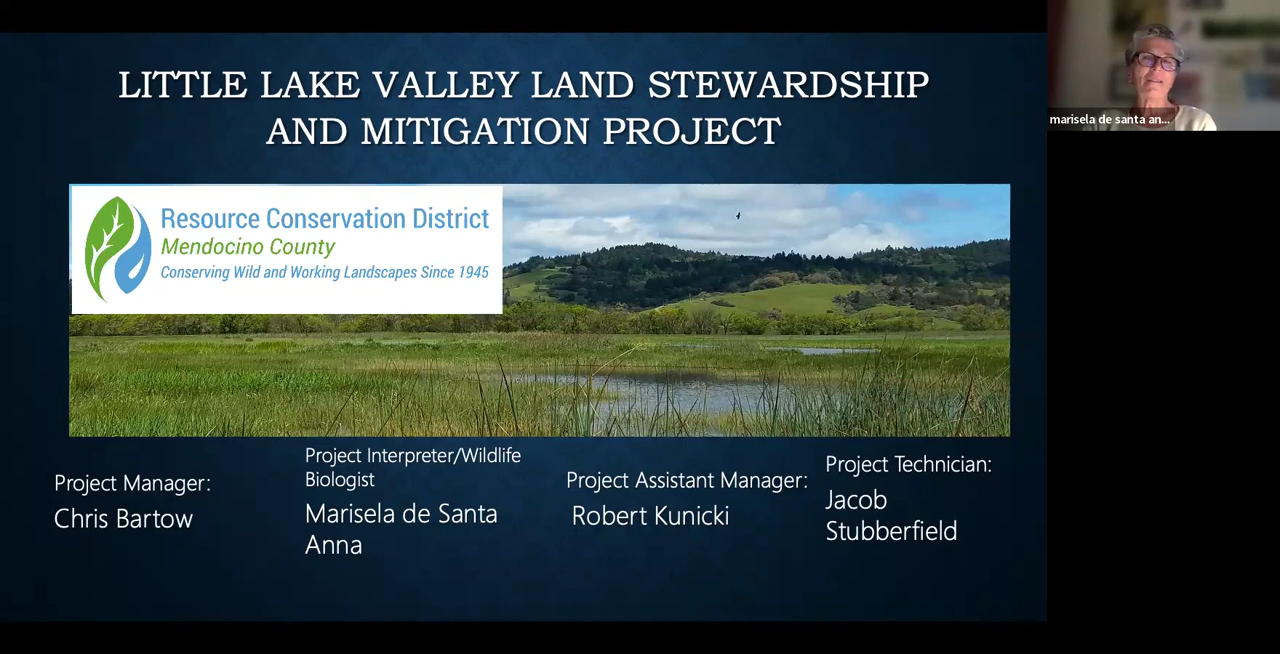 LITTLE LAKE VALLEY LAND STEWARDSHIP
AND MITIGATION PROJECT
marisela de santa an...
Resource Conservation District
Mendocino County
Conserving Wild and Working Landscapes Since 1945
Project Manager:
Chris Bartow
Project Interpreter/Wildlife
Biologist
Marisela de Santa
Anna
Project Assistant Manager:
Robert Kunicki
Project Technician:
Jacob
Stubberfield